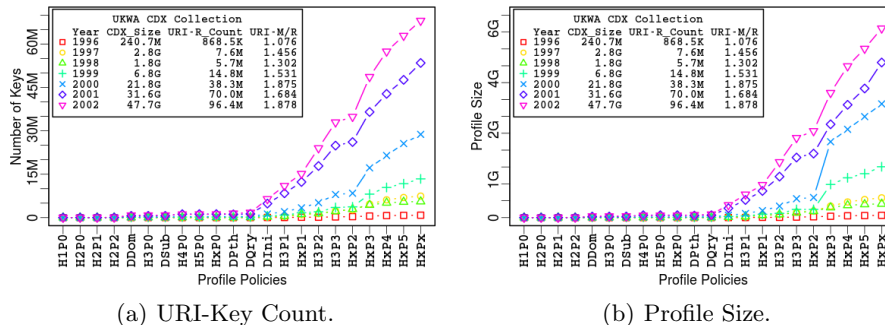 UKWA CDX Collection
Year CDX_Size URI-R_Count URI-M/R
1996 240.7M 868.5K 1.076
1997 2.8G 7.6M 1.456
1998 1.8G 5.7M 1.302
1999 6.8G 14.8M 1.531
2000 21.8G 38.3M 1.875
2001 31.6G 70.0M 1.684
2002 47.7G 96.4M 1.878
Number of Keys
60M
45M
30M
15M
0
H1P0 H2P0 H2P1 H2P2 DDom H3P0 DSub H4P0 H5P0 HxP0 DPth DQry DIni H3P1 HxP1 H3P2 H3P3 HxP2 HxP3 HxP4 HxP5 HxPx
Profile Policies
(a) URI-Key Count.
UKWA CDX Collection
Year CDX_Size URI-R_Count URI-M/R
1996 240.7M 868.5K 1.076
1997 2.8G 7.6M 1.456
1998 1.8G 5.7M 1.302
1999 6.8G 14.8M 1.531
2000 21.8G 38.3M 1.875
2001 31.6G 70.0M 1.684
2002 47.7G 96.4M 1.878
Profile Size
6G
4G
2G
1G
0
H1P0 H2P0 H2P1 H2P2 DDom H3P0 DSub H4P0 H5P0 HxP0 DPth DQry DIni H3P1 HxP1 H3P2 H3P3 HxP2 HxP3 HxP4 HxP5 HxPx
Profile Policies
(b) Profile Size.